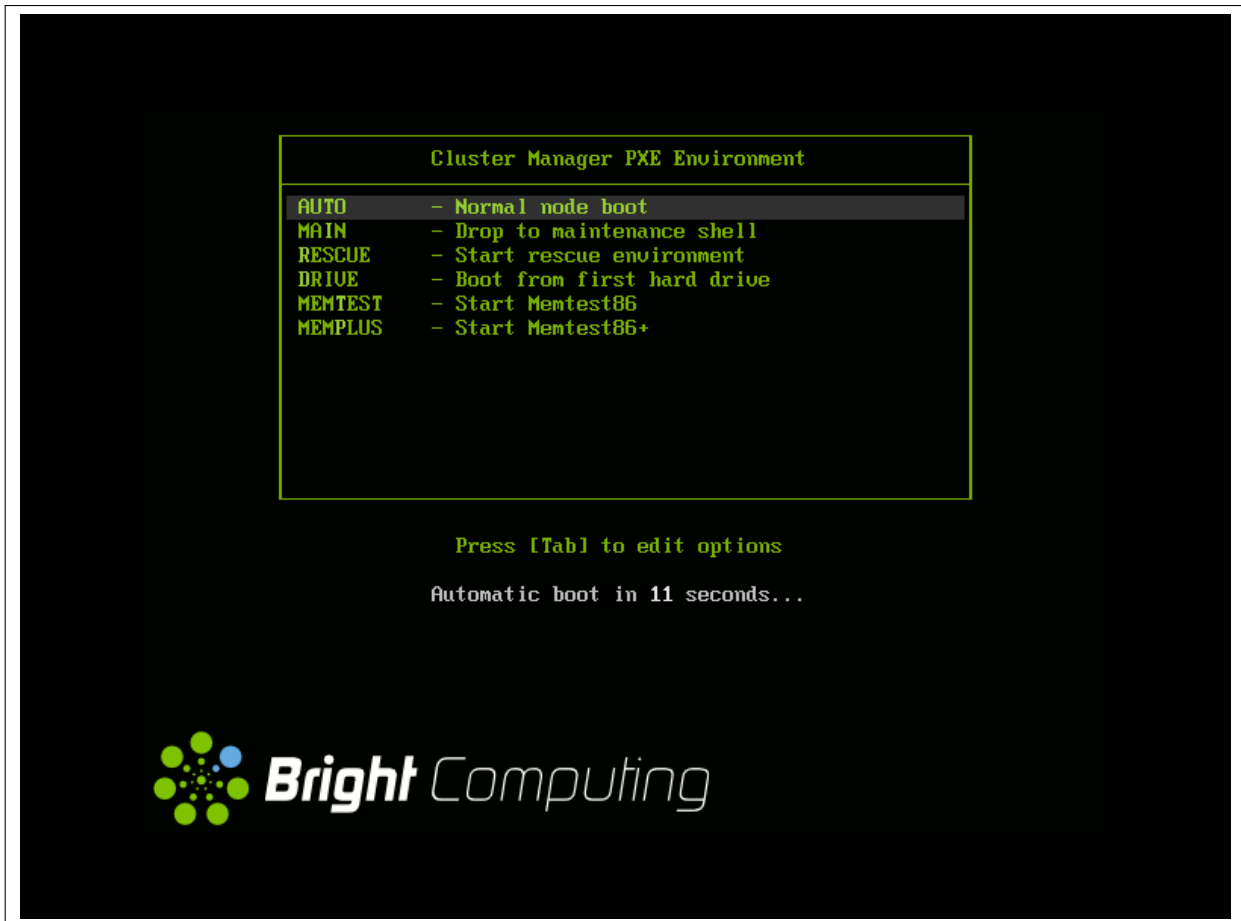 Cluster Manager PXE Environment
AUTO - Normal node boot
MAIN - Drop to maintenance shell
RESCUE - Start rescue environment
DRIVE - Boot from first hard drive
MEMTEST - Start Memtest86
MEMPLUS - Start Memtest86+
Press [Tab] to edit options
Automatic boot in 11 seconds...
Bright Computing